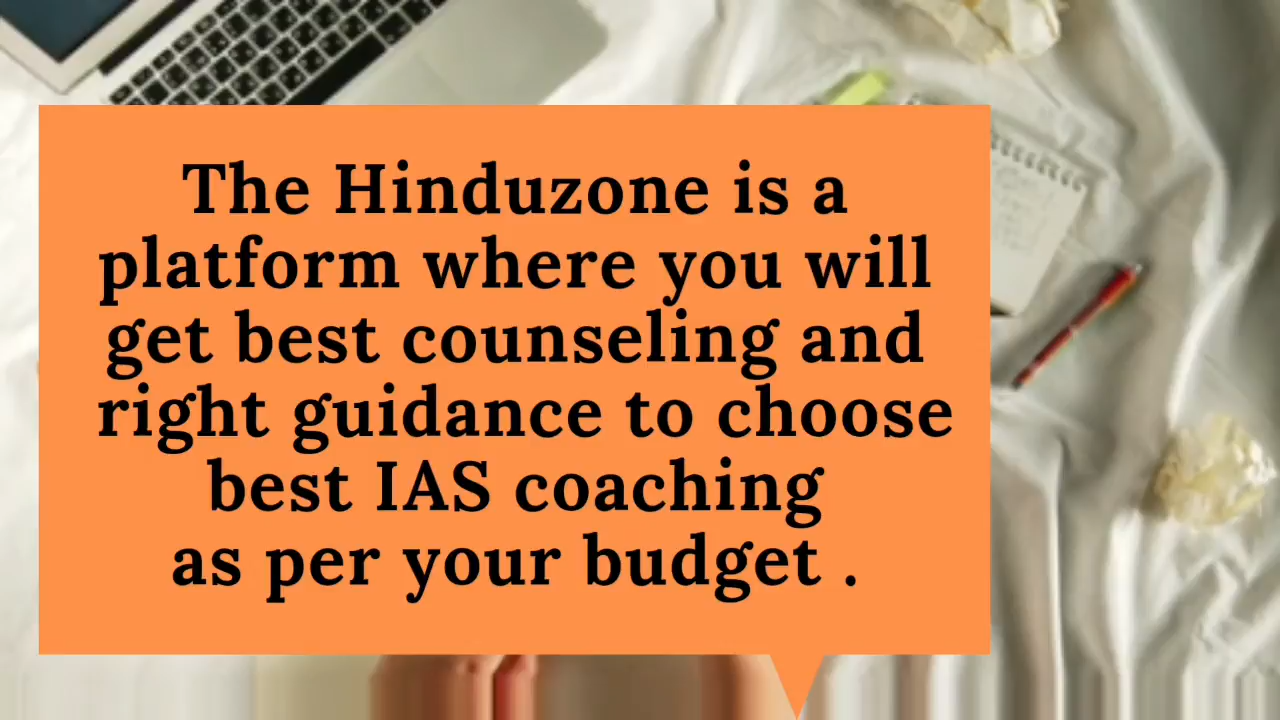 The Hinduzone is a
platform where you will
get best counseling and
right guidance to choose
best IAS coaching
as per your budget .